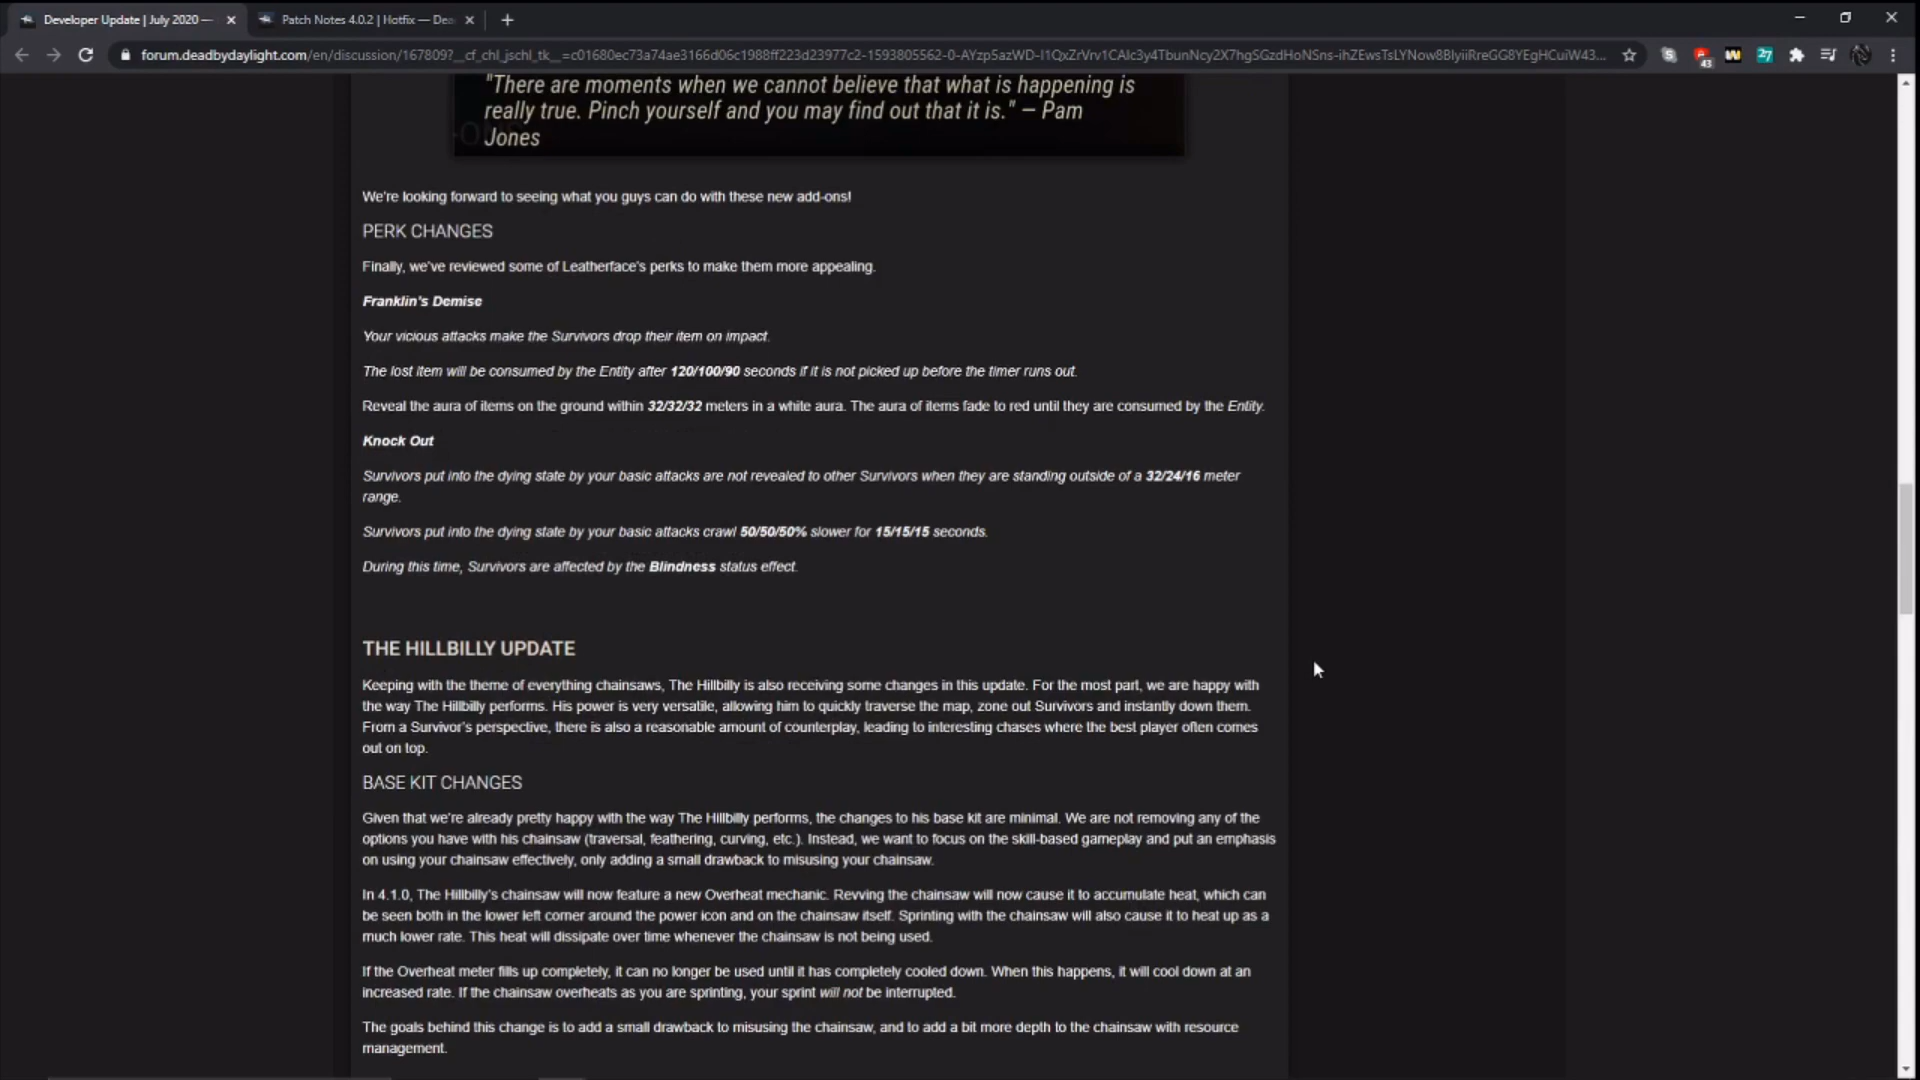 Developer Update | July 2020 —
Patch Notes 4.0.2 | Hotfix — Dea
"There are moments when we cannot believe that what is happening is
really true. Pinch yourself and you may find out that it is." — Pam
Jones
We're looking forward to seeing what you guys can do with these new add-ons!
PERK CHANGES
Finally, we've reviewed some of Leatherface's perks to make them more appealing.
Franklin's Demise
Your vicious attacks make the Survivors drop their item on impact.
The lost item will be consumed by the Entity after 120/100/90 seconds if it is not picked up before the timer runs out.
Reveal the aura of items on the ground within 32/32/32 meters in a white aura. The aura of items fade to red until they are consumed by the Entity.
Knock Out
Survivors put into the dying state by your basic attacks are not revealed to other Survivors when they are standing outside of a 32/24/16 meter
range.
Survivors put into the dying state by your basic attacks crawl 50/50/50% slower for 15/15/15 seconds.
During this time, Survivors are affected by the Blindness status effect.
THE HILLBILLY UPDATE
Keeping with the theme of everything chainsaws, The Hillbilly is also receiving some changes in this update. For the most part, we are happy with
the way The Hillbilly performs. His power is very versatile, allowing him to quickly traverse the map, zone out Survivors and instantly down them.
From a Survivor's perspective, there is also a reasonable amount of counterplay, leading to interesting chases where the best player often comes
out on top.
BASE KIT CHANGES
Given that we're already pretty happy with the way The Hillbilly performs, the changes to his base kit are minimal. We are not removing any of the
options you have with his chainsaw (traversal, feathering, curving, etc.). Instead, we want to focus on the skill-based gameplay and put an emphasis
on using your chainsaw effectively, only adding a small drawback to misusing your chainsaw.
In 4.1.0, The Hillbilly's chainsaw will now feature a new Overheat mechanic. Revving the chainsaw will now cause it to accumulate heat, which can
be seen both in the lower left corner around the power icon and on the chainsaw itself. Sprinting with the chainsaw will also cause it to heat up as a
much lower rate. This heat will dissipate over time whenever the chainsaw is not being used.
If the Overheat meter fills up completely, it can no longer be used until it has completely cooled down. When this happens, it will cool down at an
increased rate. If the chainsaw overheats as you are sprinting, your sprint will not be interrupted.
The goals behind this change is to add a small drawback to misusing the chainsaw, and to add a bit more depth to the chainsaw with resource
management.